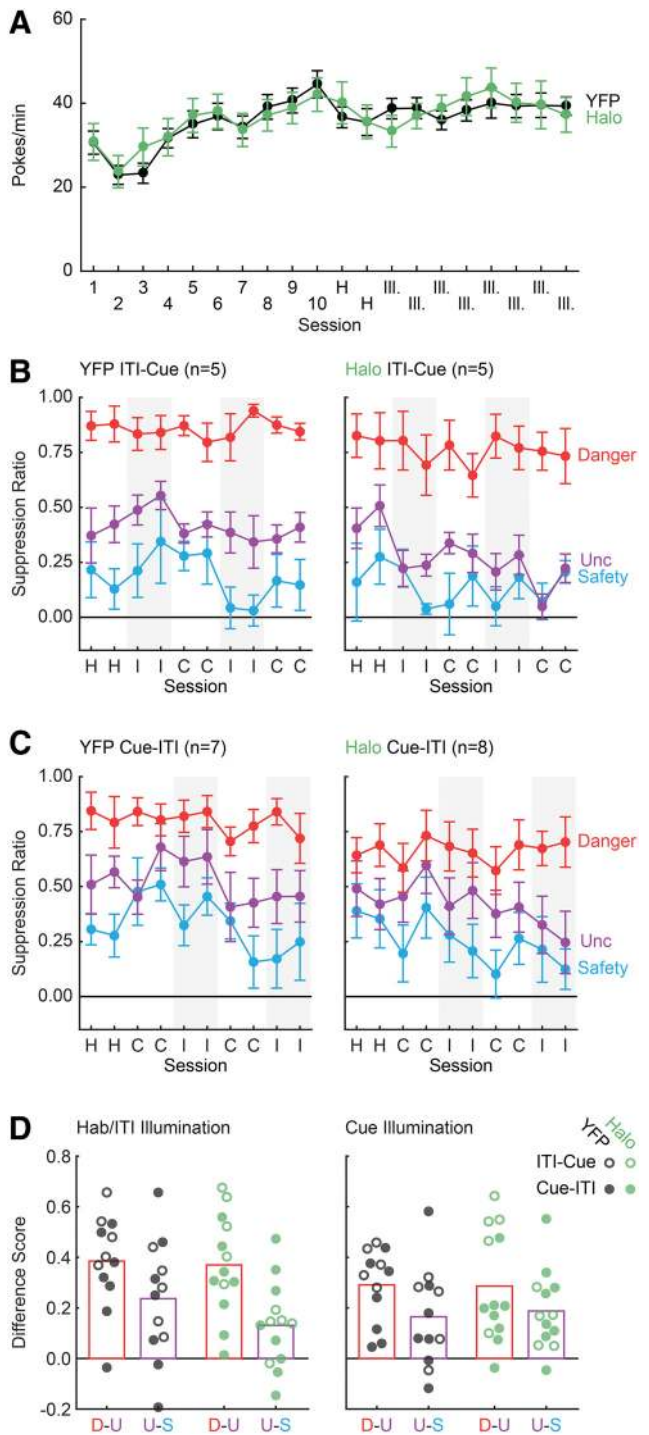 A
60
40
20
0
Pokes/min
YFP
Halo
1 3 5 7 9 H Ill. Ill. Ill. Ill.
2 4 6 8 10 H Ill. Ill. Ill. Ill.
Session
B
YFP ITI-Cue (n=5)
Halo ITI-Cue (n=5)
1.00
0.75
0.50
0.25
0.00
Suppression Ratio
Danger
Unc
Safety
H H I I C C I I C C
H H I I C C I I C C
Session
Session
C
YFP Cue-ITI (n=7)
Halo Cue-ITI (n=8)
1.00
0.75
0.50
0.25
0.00
Suppression Ratio
Danger
Unc
Safety
H H C C I I C C I I
H H C C I I C C I I
Session
Session
D
Hab/ITI Illumination
Cue Illumination
YFP
Halo
ITI-Cue
Cue-ITI
0.8
0.6
0.4
0.2
0.0
-0.2
Difference Score
D-U U-S D-U U-S
D-U U-S D-U U-S